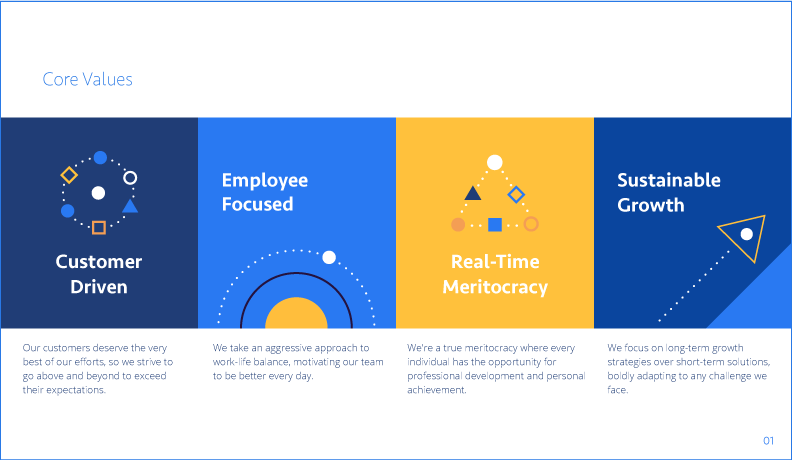 Core Values
Customer
Driven
Employee
Focused
Real-Time
Meritocracy
Sustainable
Growth
Our customers deserve the very
best of our efforts, so we strive to
go above and beyond to exceed
their expectations.
We take an aggressive approach to
work-life balance, motivating our team
to be better every day.
We're a true meritocracy where every
individual has the opportunity for
professional development and personal
achievement.
We focus on long-term growth
strategies over short-term solutions,
boldly adapting to any challenge we
face.
01